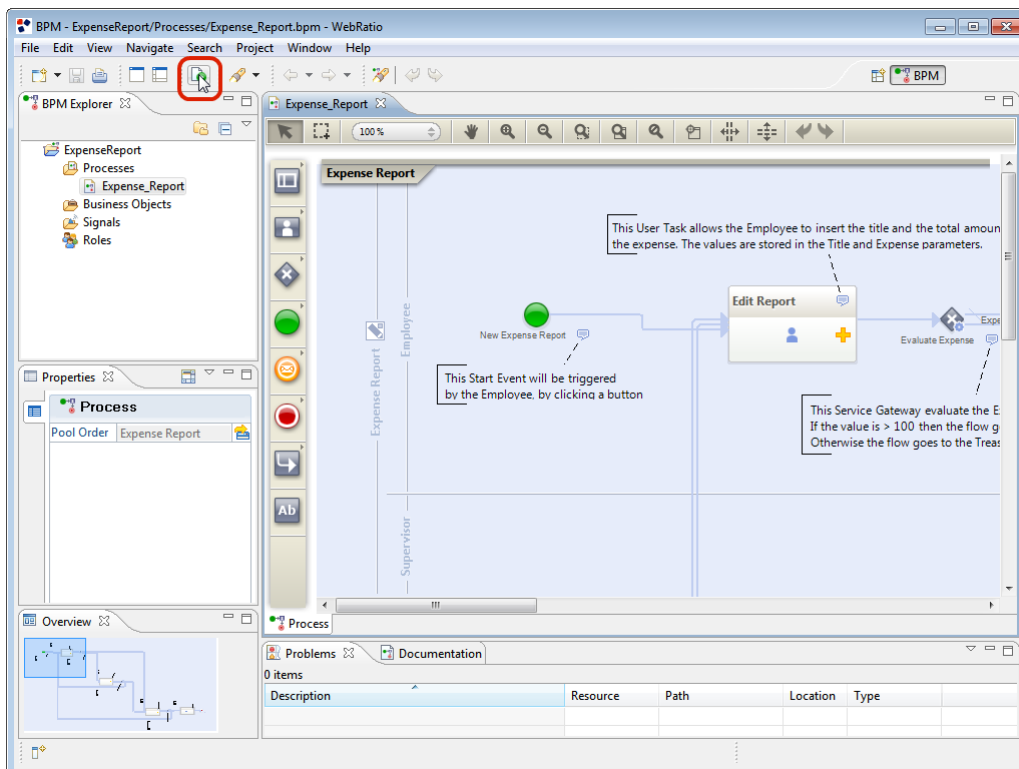 BPM - ExpenseReport/Processes/Expense_Report.bpm - WebRatio
File Edit View Navigate Search Project Window Help
BPM
BPM Explorer
Expense_Report
100 %
ExpenseReport
Processes
Expense_Report
Business Objects
Signals
Roles
Expense Report
This User Task allows the Employee to insert the title and the total amoun
the expense. The values are stored in the Title and Expense parameters.
Edit Report
Employee
Expense Report
New Expense Report
Expe
Evaluate Expense
This Start Event will be triggered
by the Employee, by clicking a button
This Service Gateway evaluate the E
If the value is > 100 then the flow g
Otherwise the flow goes to the Treas
Supervisor
Ab
Properties
Process
Pool Order Expense Report
Process
Overview
Problems Documentation
0 items
Description Resource Path Location Type